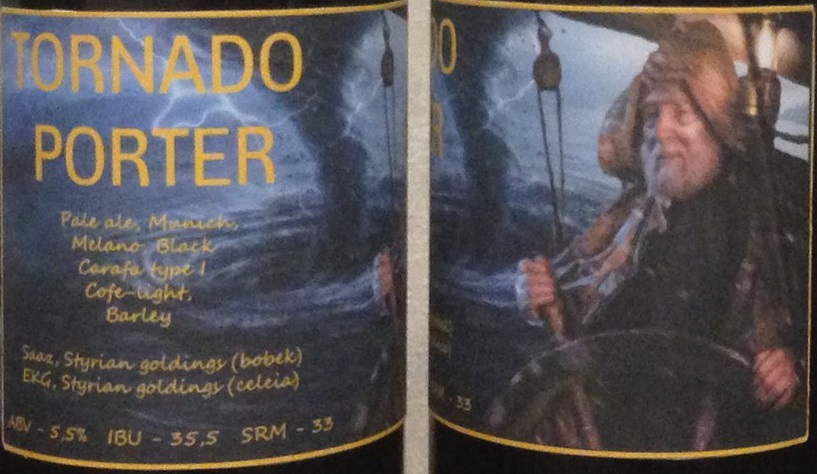 TORNADO
PORTER
Pale ale, Munich,
Melano Black
Carafa type I
Cofe-light,
Barley
Saaz, Styrian goldings (bobek)
EKG, Styrian goldings (celeia)
ABV - 5,5% IBU - 35,5 SRM - 33
DO
R
- 33